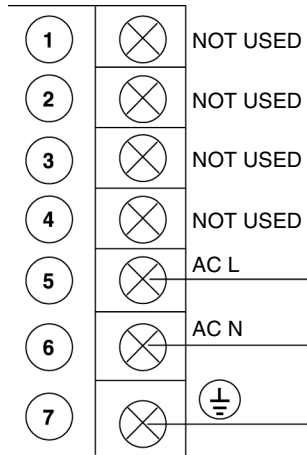 1 NOT USED
2 NOT USED
3 NOT USED
4 NOT USED
5 AC L
6 AC N
7